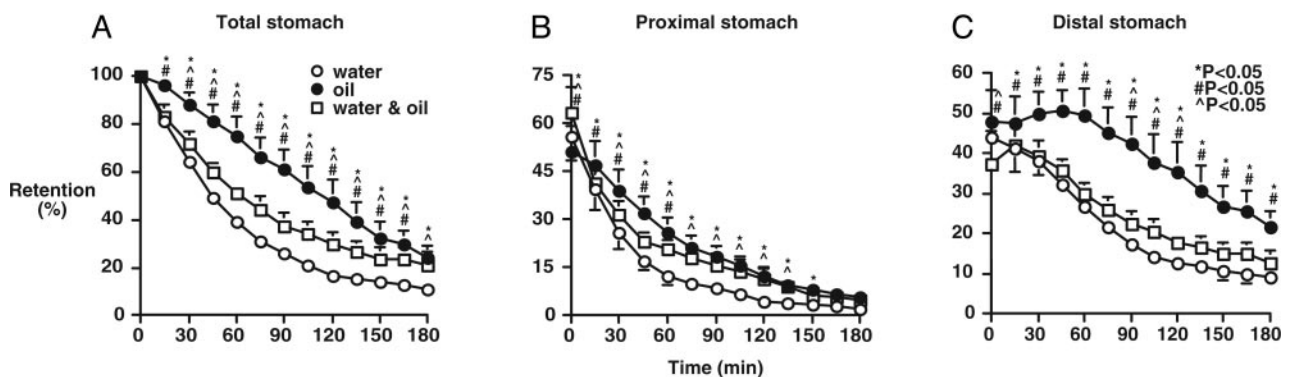 A Total stomach
Retention
(%)
100
80
60
40
20
0
* #
* ^ #
* ^ #
* ^ #
* ^ #
* ^ #
* ^ #
* ^ #
* ^ #
* ^ #
* ^ #
* ^
water
oil
water & oil
0 30 60 90 120 150 180
B Proximal stomach
75
60
45
30
15
0
* ^ #
* #
* ^ #
* ^ #
* ^ #
* ^
* ^
* ^
* ^
* ^
*
0 30 60 90 120 150 180
Time (min)
C Distal stomach
60
50
40
30
20
10
0
^ #
* #
* #
* #
* #
* #
* ^ #
* ^ #
* ^ #
* #
* #
* #
* #
*P<0.05
#P<0.05
^P<0.05
0 30 60 90 120 150 180